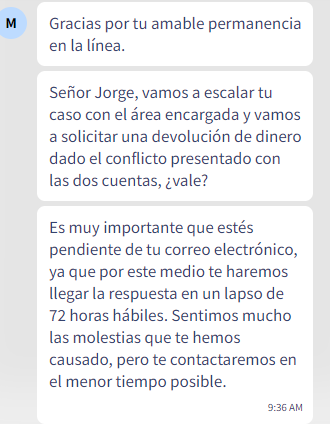 M
Gracias por tu amable permanencia
en la línea.
Señor Jorge, vamos a escalar tu
caso con el área encargada y vamos
a solicitar una devolución de dinero
dado el conflicto presentado con
las dos cuentas, ¿vale?
Es muy importante que estés
pendiente de tu correo electrónico,
ya que por este medio te haremos
llegar la respuesta en un lapso de
72 horas hábiles. Sentimos mucho
las molestias que te hemos
causado, pero te contactaremos en
el menor tiempo posible.
9:36 AM